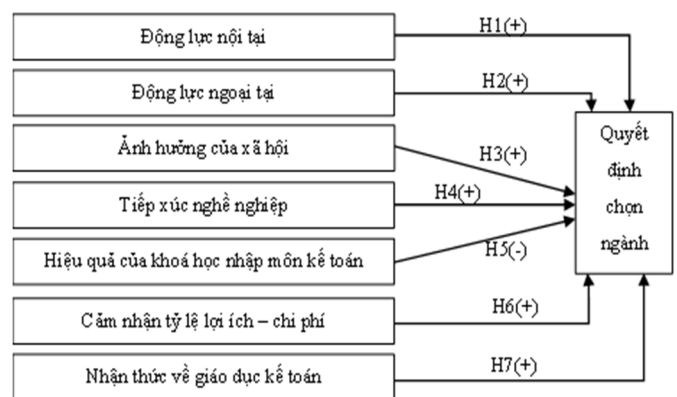 Động lực nội tại
H1(+)
Động lực ngoại tại
H2(+)
Ảnh hưởng của xã hội
H3(+)
Tiếp xúc nghề nghiệp
H4(+)
Hiệu quả của khoá học nhập môn kế toán
H5(-)
Cảm nhận tỷ lệ lợi ích – chi phí
H6(+)
Nhận thức về giáo dục kế toán
H7(+)
Quyết
định
chọn
ngành